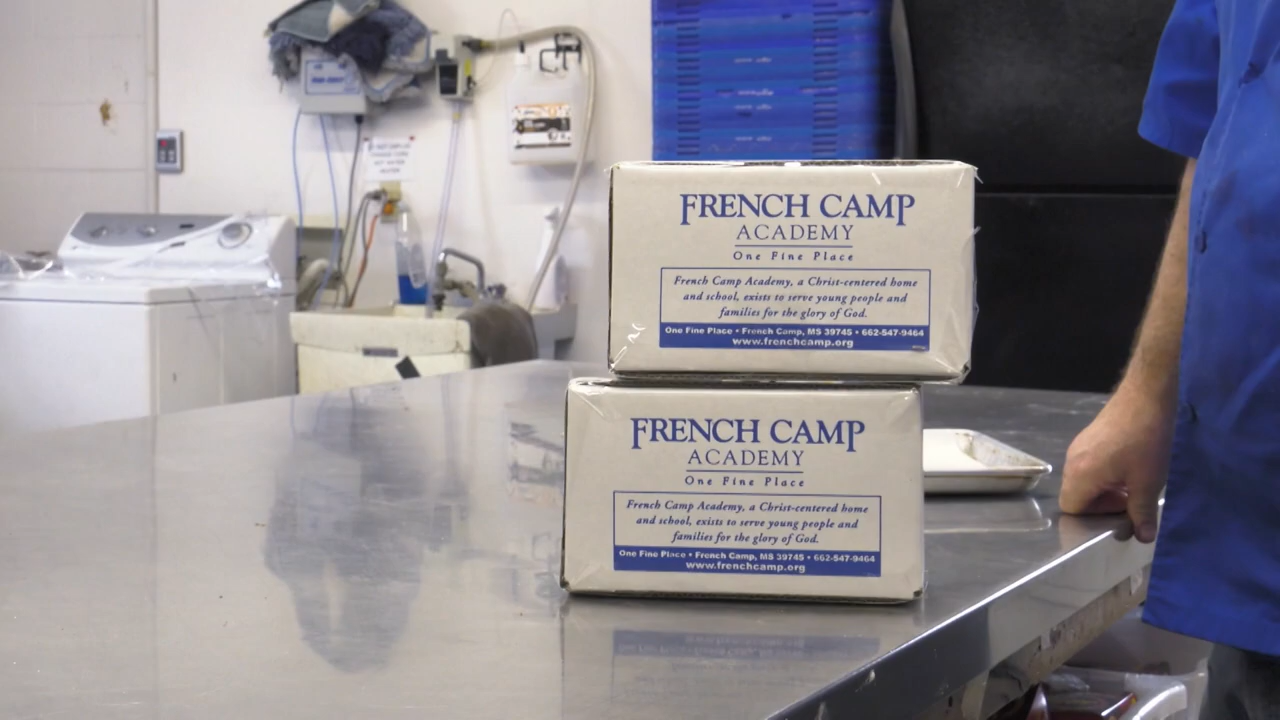 FRENCH CAMP
ACADEMY
One Fine Place
French Camp Academy, a Christ-centered home
and school, exists to serve young people and
families for the glory of God.
One Fine Place • French Camp, MS 39745 • 662-547-9464
www.frenchcamp.org
FRENCH CAMP
ACADEMY
One Fine Place
French Camp Academy, a Christ-centered home
and school, exists to serve young people and
families for the glory of God.
One Fine Place • French Camp, MS 39745 • 662-547-9464
www.frenchcamp.org